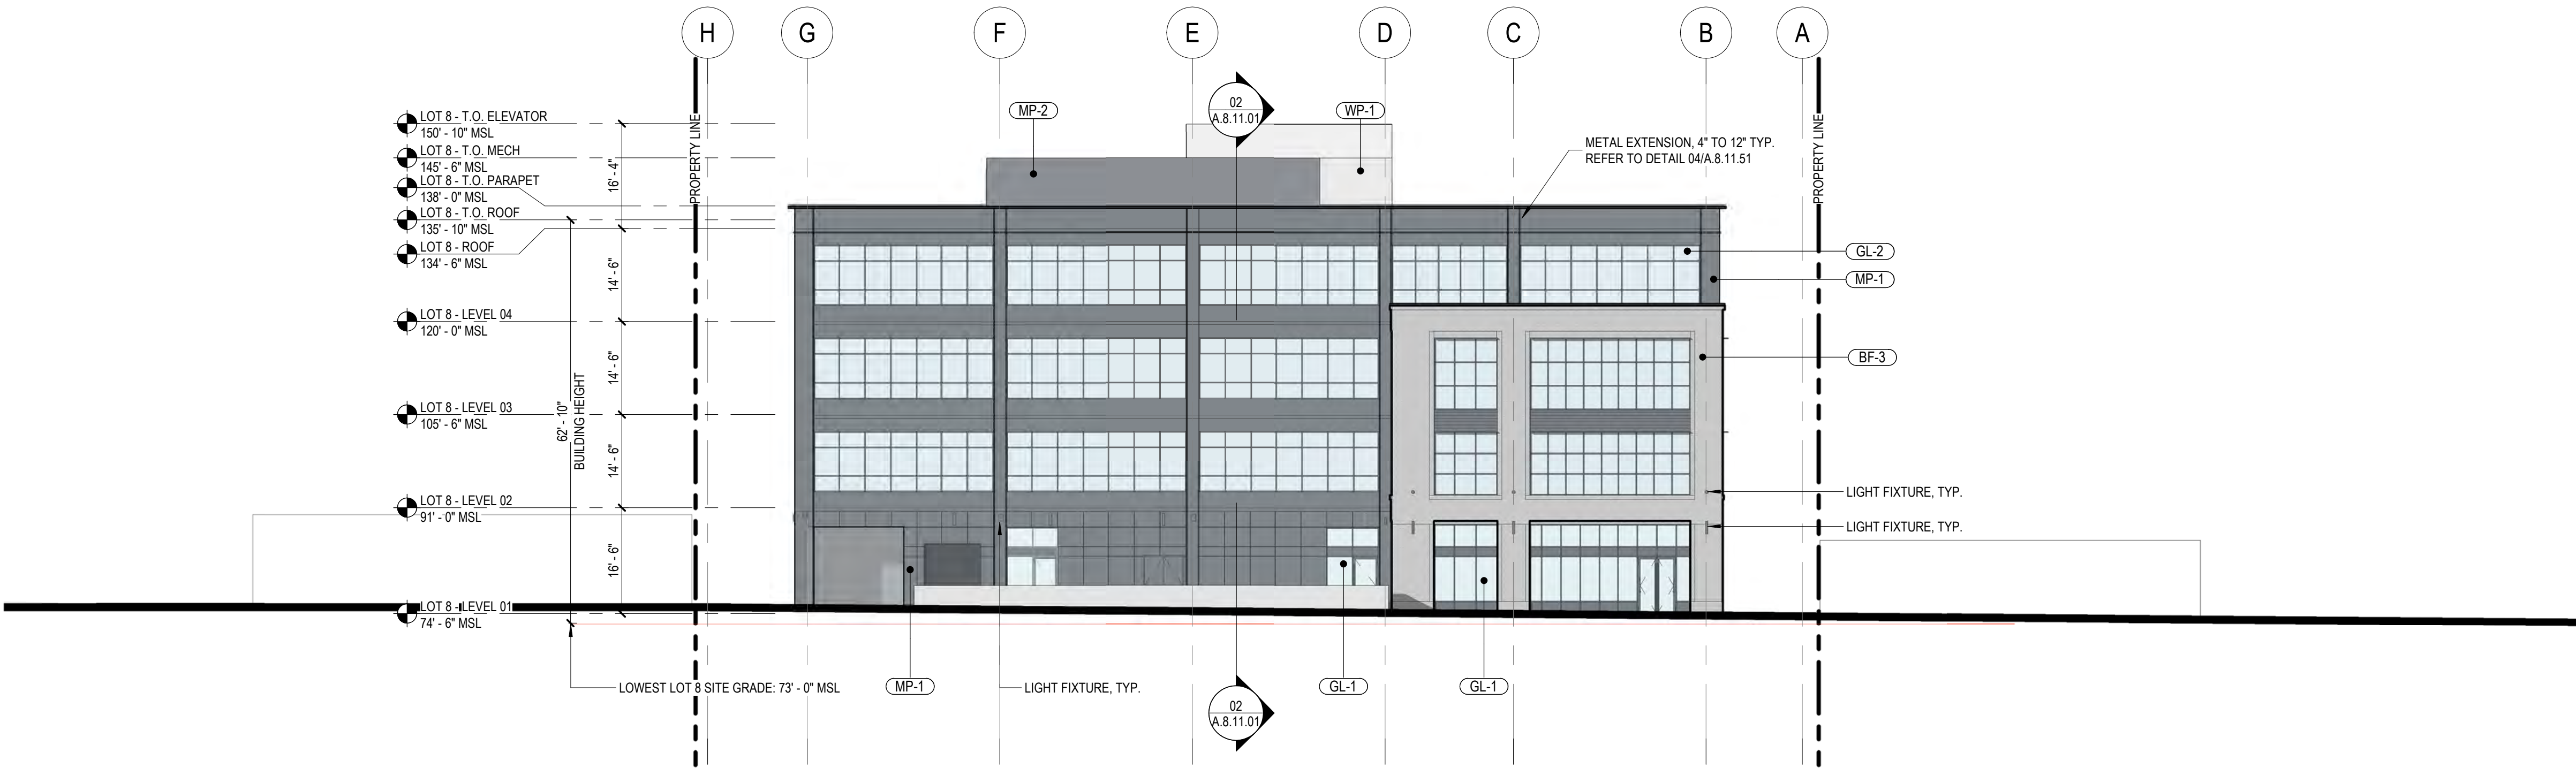 H
G
F
E
D
C
B
A
LOT 8 - T.O. ELEVATOR
150' - 10" MSL
LOT 8 - T.O. MECH
145' - 6" MSL
LOT 8 - T.O. PARAPET
138' - 0" MSL
LOT 8 - T.O. ROOF
135' - 10" MSL
LOT 8 - ROOF
134' - 6" MSL
LOT 8 - LEVEL 04
120' - 0" MSL
LOT 8 - LEVEL 03
105' - 6" MSL
LOT 8 - LEVEL 02
91' - 0" MSL
LOT 8 - LEVEL 01
74' - 6" MSL
62' - 10"
BUILDING HEIGHT
16' - 4"
14' - 6"
14' - 6"
14' - 6"
16' - 6"
PROPERTY LINE
MP-2
02
A.8.11.01
WP-1
METAL EXTENSION, 4" TO 12" TYP.
REFER TO DETAIL 04/A.8.11.51
PROPERTY LINE
GL-2
MP-1
BF-3
LIGHT FIXTURE, TYP.
LIGHT FIXTURE, TYP.
LOWEST LOT 8 SITE GRADE: 73' - 0" MSL
MP-1
LIGHT FIXTURE, TYP.
02
A.8.11.01
GL-1
GL-1